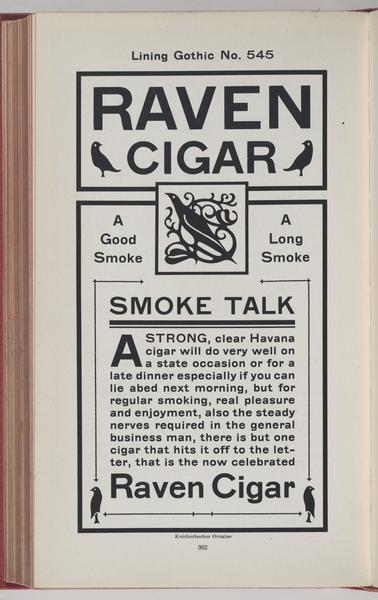 Lining Gothic No. 545
RAVEN
CIGAR
A
Good
Smoke
A
Long
Smoke
SMOKE TALK
A STRONG, clear Havana
cigar will do very well on
a state occasion or for a
late dinner especially if you can
lie abed next morning, but for
regular smoking, real pleasure
and enjoyment, also the steady
nerves required in the general
business man, there is but one
cigar that hits it off to the let-
ter, that is the now celebrated
Raven Cigar
Knickerbocker Ornates
362